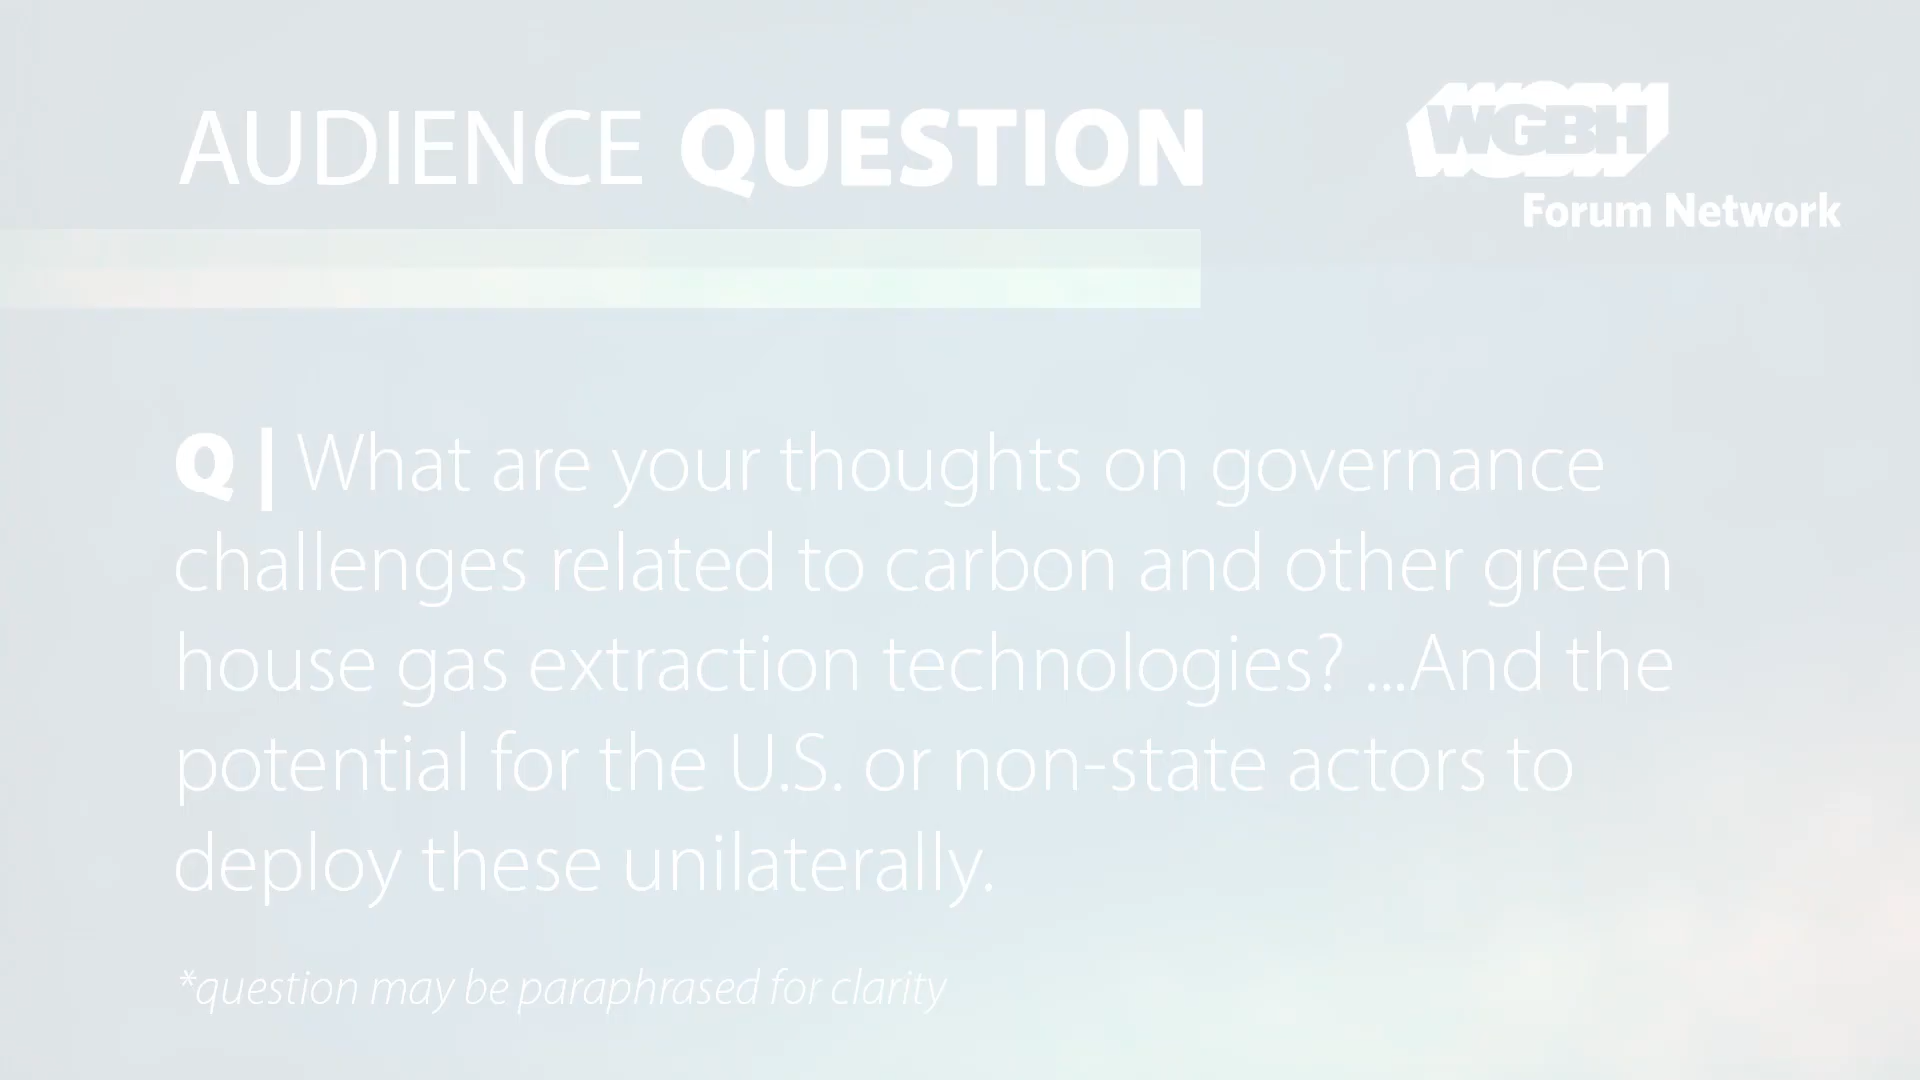 AUDIENCE QUESTION
WGBH
Forum Network
Q | What are your thoughts on governance
challenges related to carbon and other green
house gas extraction technologies? ...And the
potential for the U.S. or non-state actors to
deploy these unilaterally.
*question may be paraphrased for clarity